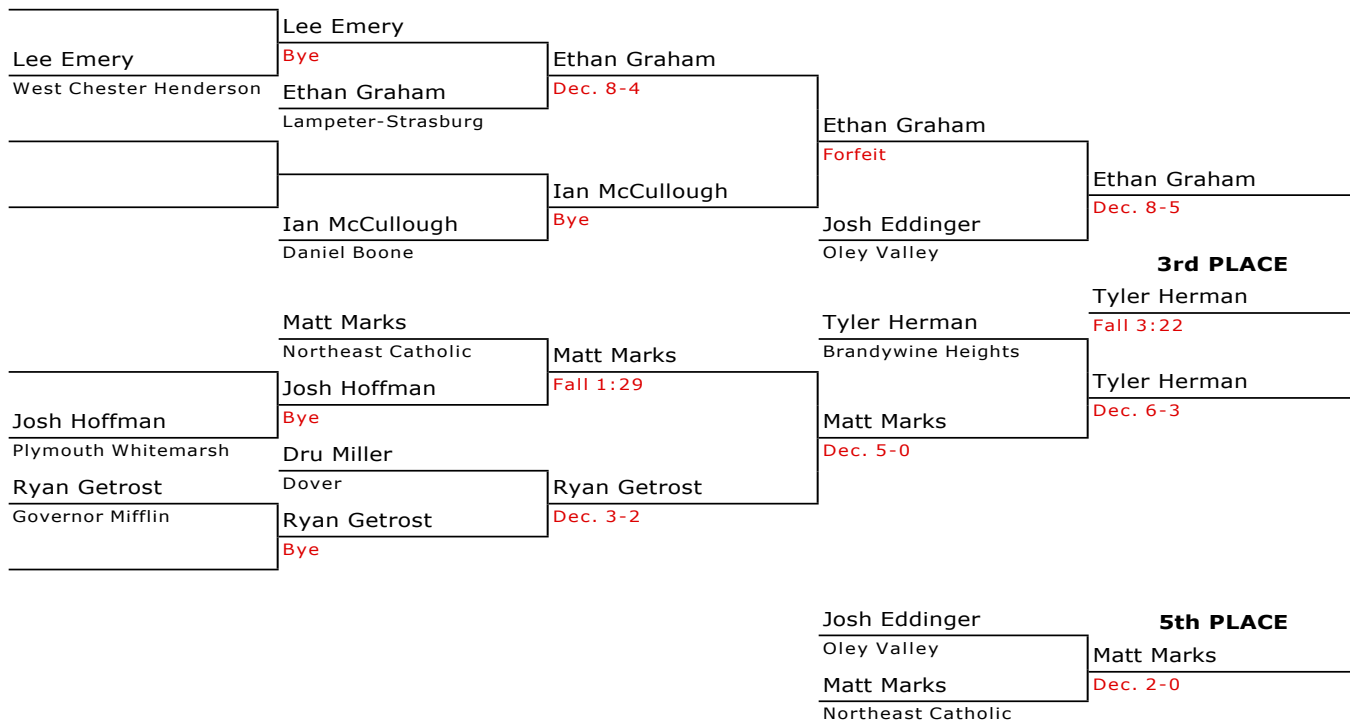 Lee Emery
Lee Emery
Bye
Ethan Graham
West Chester Henderson
Ethan Graham
Dec. 8-4
Lampeter-Strasburg
Ethan Graham
Forfeit
Ethan Graham
Ian McCullough
Dec. 8-5
Ian McCullough
Bye
Josh Eddinger
Daniel Boone
Oley Valley
3rd PLACE
Tyler Herman
Matt Marks
Tyler Herman
Fall 3:22
Northeast Catholic
Matt Marks
Brandywine Heights
Josh Hoffman
Fall 1:29
Tyler Herman
Josh Hoffman
Bye
Matt Marks
Dec. 6-3
Plymouth Whitemarsh
Dru Miller
Dec. 5-0
Ryan Getrost
Dover
Ryan Getrost
Governor Mifflin
Ryan Getrost
Dec. 3-2
Bye
Josh Eddinger
5th PLACE
Oley Valley
Matt Marks
Matt Marks
Dec. 2-0
Northeast Catholic